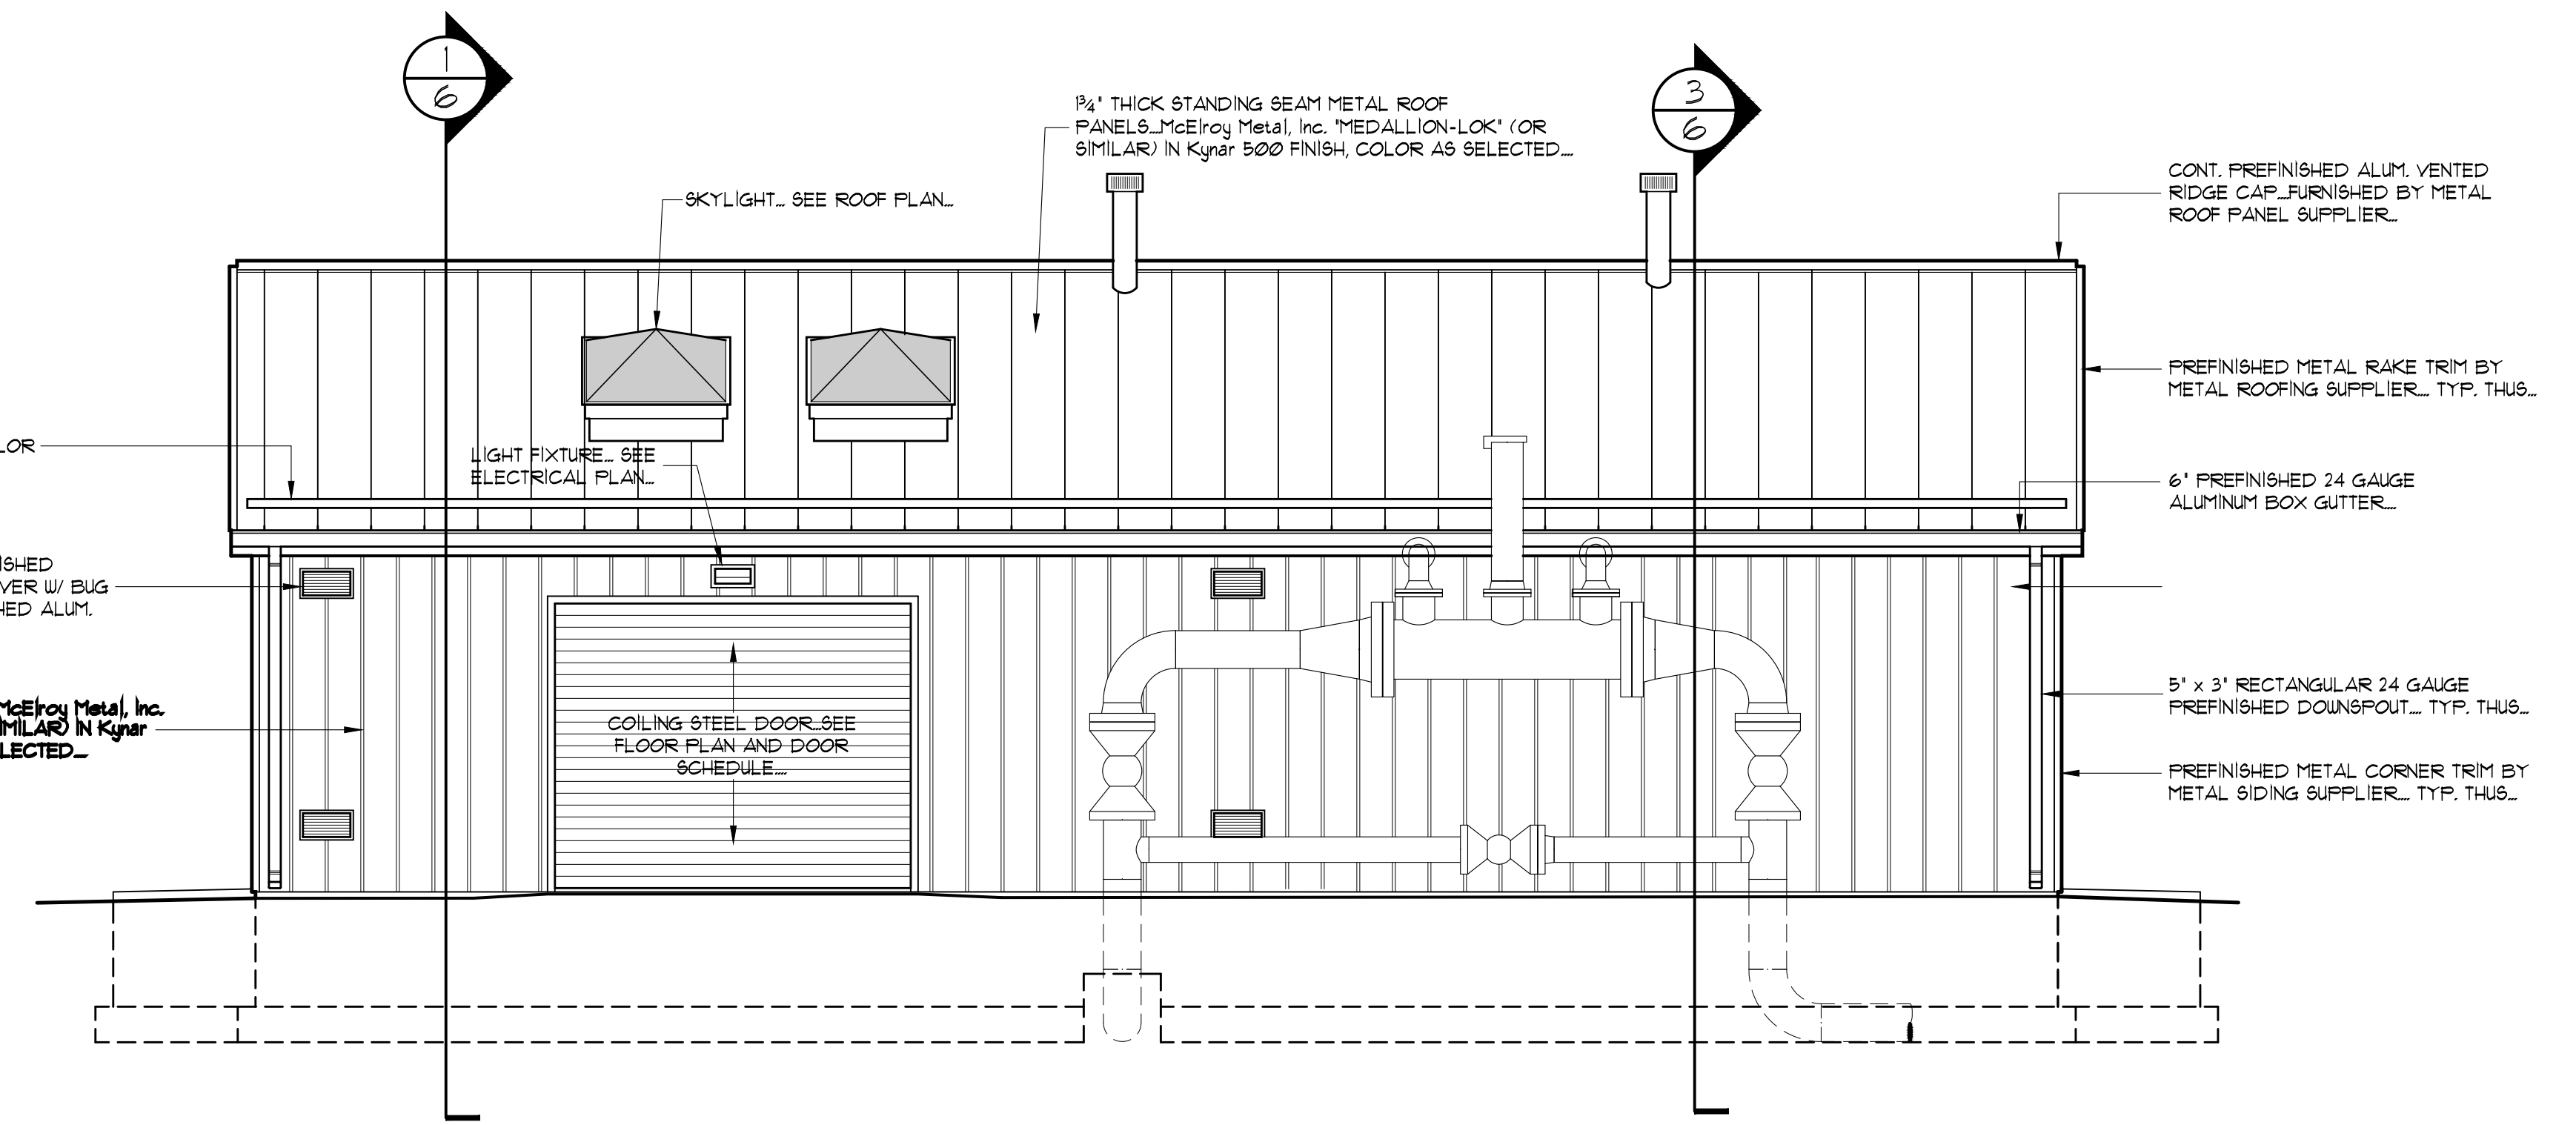 1
6
3
6
1¾" THICK STANDING SEAM METAL ROOF
PANELS...McElroy Metal, Inc. "MEDALLION-LOK" (OR
SIMILAR) IN Kynar 500 FINISH, COLOR AS SELECTED....
SKYLIGHT... SEE ROOF PLAN...
CONT. PREFINISHED ALUM. VENTED
RIDGE CAP...FURNISHED BY METAL
ROOF PANEL SUPPLIER...
PREFINISHED METAL RAKE TRIM BY
METAL ROOFING SUPPLIER.... TYP. THUS...
LOR
LIGHT FIXTURE... SEE
ELECTRICAL PLAN...
6" PREFINISHED 24 GAUGE
ALUMINUM BOX GUTTER....
ISHED
VER W/ BUG
HED ALUM.
McElroy Metal, Inc.
IMILAR) IN Kynar
LECTED....
COILING STEEL DOOR...SEE
FLOOR PLAN AND DOOR
SCHEDULE....
5" x 3" RECTANGULAR 24 GAUGE
PREFINISHED DOWNSPOUT.... TYP. THUS...
PREFINISHED METAL CORNER TRIM BY
METAL SIDING SUPPLIER.... TYP. THUS...